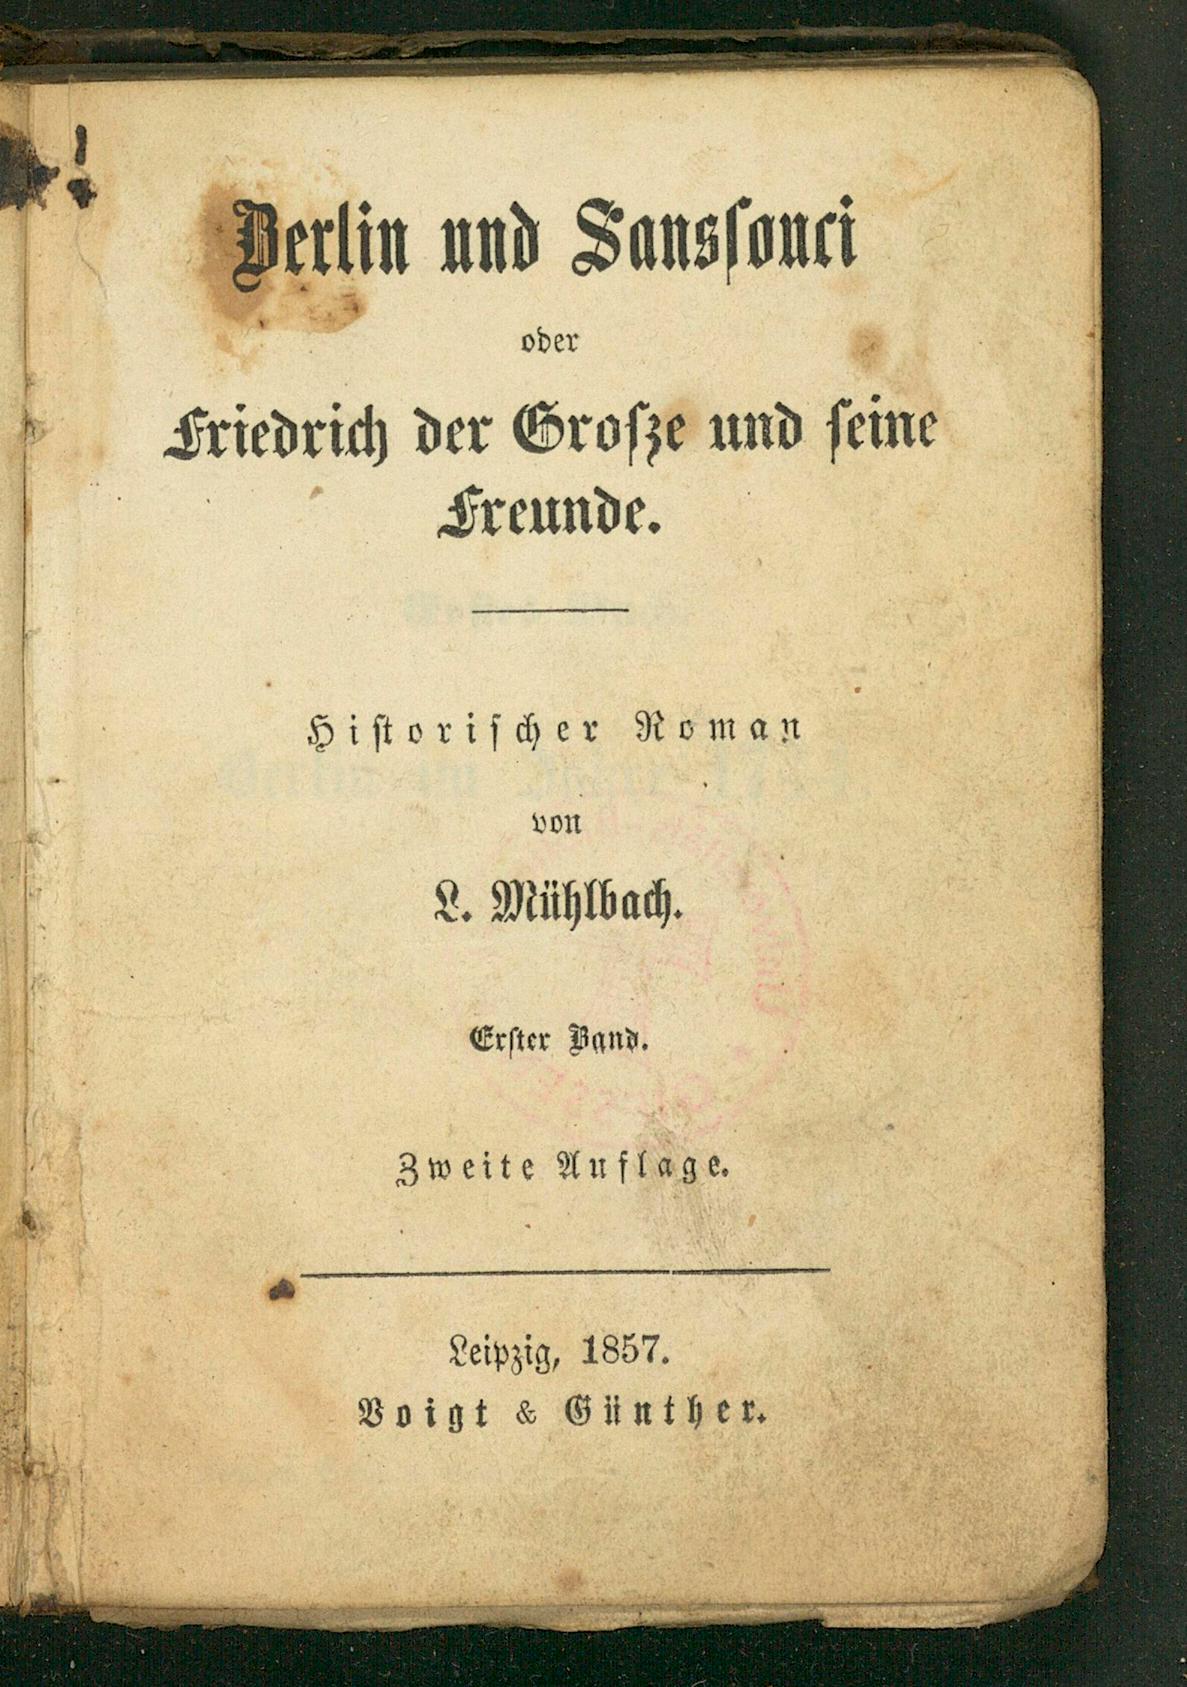 Berlin und Sansſouci
oder
Friedrich der Groſze und ſeine
Freunde.
Hiſtoriſcher Roman
von
L. Mühlbach.
Erſter Band.
Zweite Auflage.
Leipzig, 1857.
Voigt & Günther.